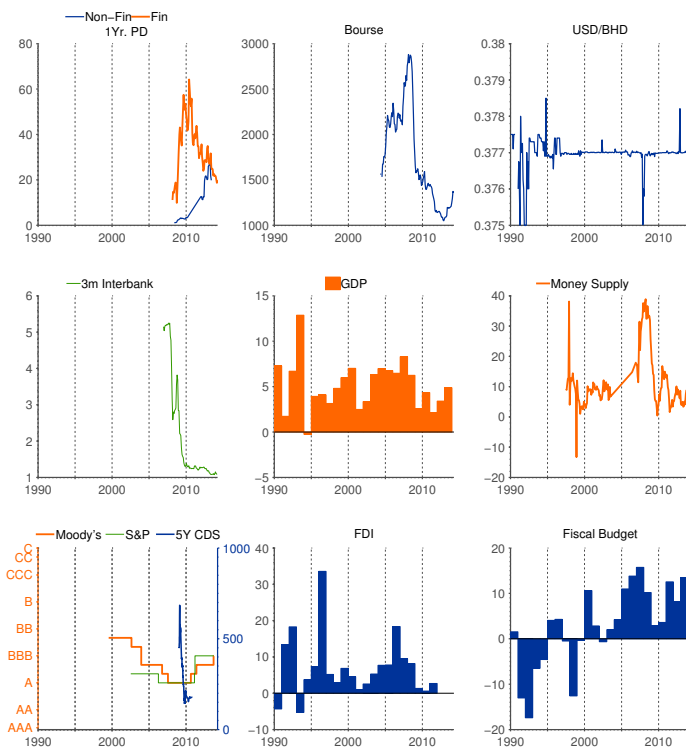 Non−Fin Fin
1Yr. PD
Bourse
USD/BHD
80
60
40
20
0
1990 2000 2010
3000
2500
2000
1500
1000
1990 2000 2010
0.38
0.379
0.378
0.377
0.376
0.375
1990 2000 2010
3m Interbank
GDP
Money Supply
6
5
4
3
2
1
1990 2000 2010
15
10
5
0
−5
1990 2000 2010
40
30
20
10
0
−10
−20
1990 2000 2010
Moody's S&P 5Y CDS
FDI
Fiscal Budget
C
CC
CCC
B
BB
BBB
A
AA
AAA
1000
500
0
1990 2000 2010
40
30
20
10
0
−10
1990 2000 2010
20
10
0
−10
−20
1990 2000 2010